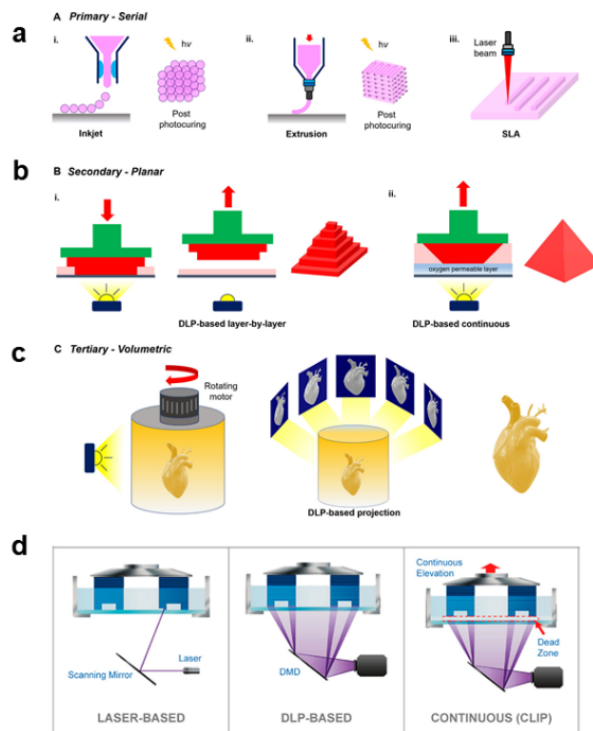 a
A Primary - Serial
i.
hν
Inkjet
Post
photocuring
ii.
hν
Extrusion
Post
photocuring
iii.
Laser
beam
SLA
b
B Secondary - Planar
i.
DLP-based layer-by-layer
ii.
oxygen permeable layer
DLP-based continuous
c
C Tertiary - Volumetric
Rotating
motor
DLP-based projection
d
Scanning Mirror
Laser
LASER-BASED
DMD
DLP-BASED
Continuous
Elevation
Dead
Zone
CONTINUOUS (CLIP)